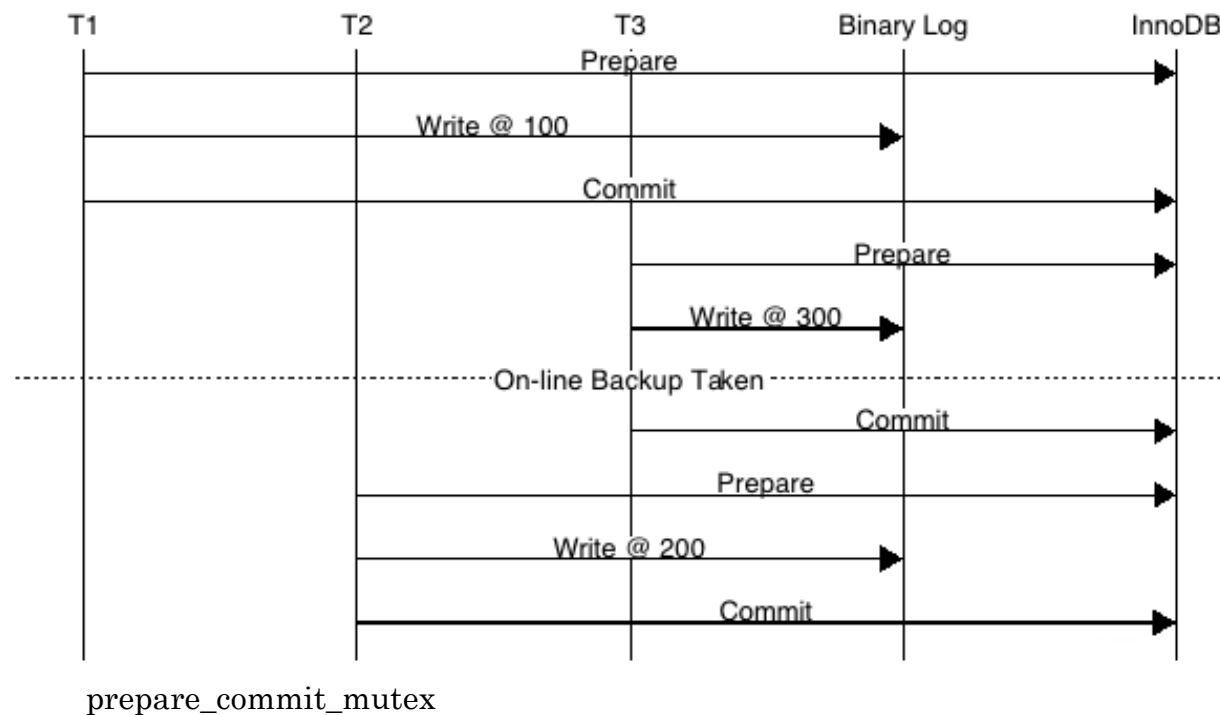 T1 T2 T3 Binary Log InnoDB
Prepare
Write @ 100
Commit
Prepare
Write @ 300
On-line Backup Taken
Commit
Prepare
Write @ 200
Commit
prepare_commit_mutex